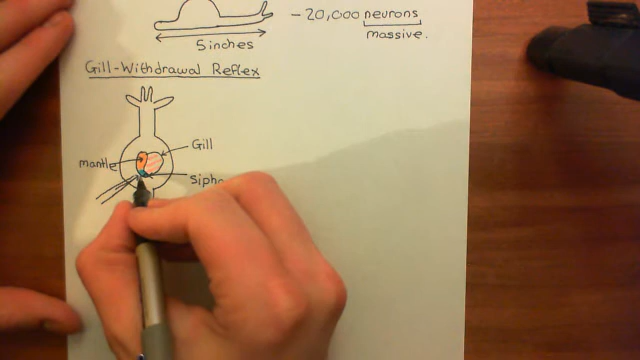 - 20,000 neurons
massive.
5 inches
Gill-Withdrawal Reflex
Gill
mantle